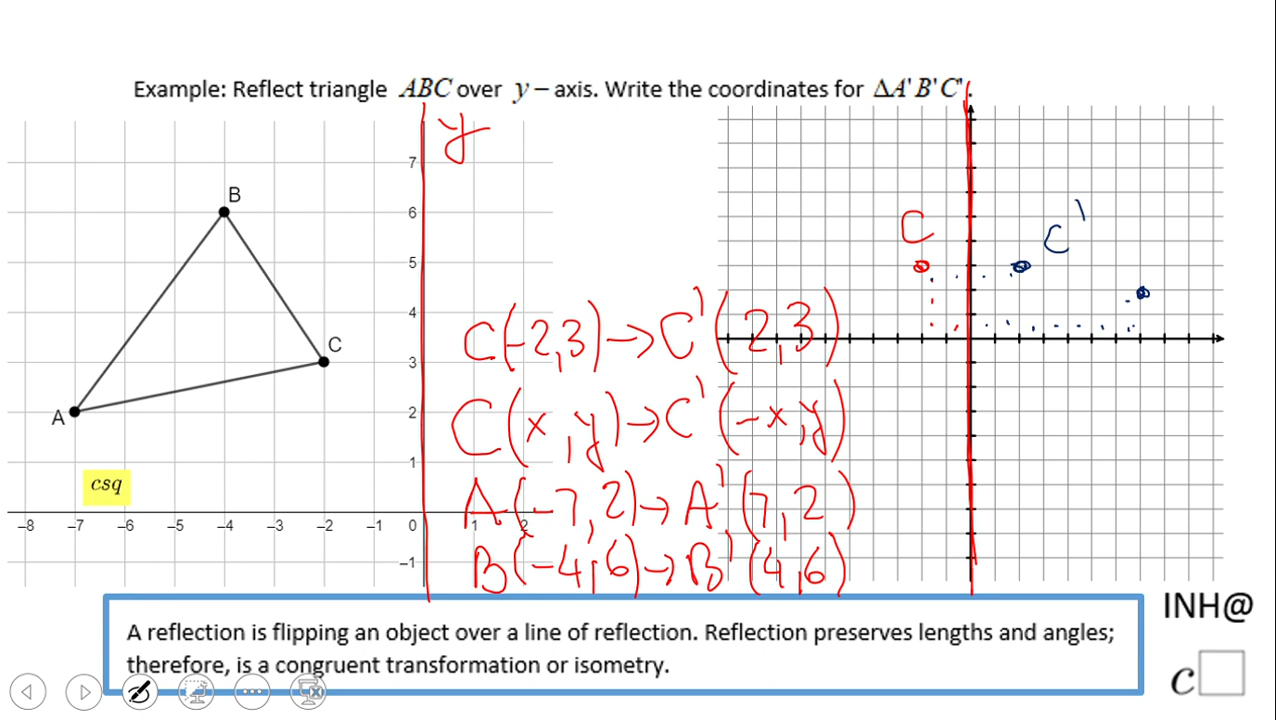 Example: Reflect triangle ABC over y – axis. Write the coordinates for ΔA'B'C'.
y
7
B
6
5
4
C
3
A
2
1
csq
–8 –7 –6 –5 –4 –3 –2 –1 0 1 2
–1
C C'
C(-2,3)→C'(2,3)
C(x,y)→C'(-x,y)
A(-7,2)→A'(7,2)
B(-4,6)→B'(4,6)
A reflection is flipping an object over a line of reflection. Reflection preserves lengths and angles;
therefore, is a congruent transformation or isometry.
INH@
c